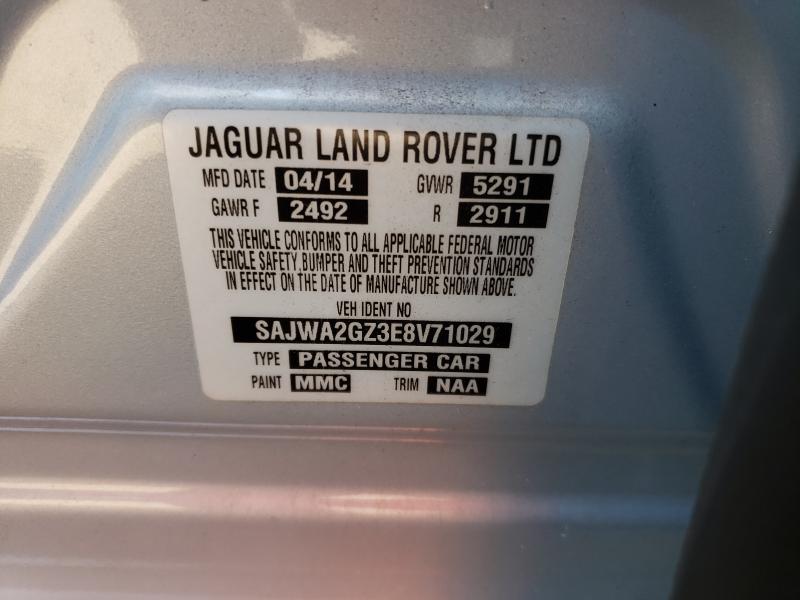 JAGUAR LAND ROVER LTD
MFD DATE 04/14 GVWR 5291
GAWR F 2492 R 2911
THIS VEHICLE CONFORMS TO ALL APPLICABLE FEDERAL MOTOR
VEHICLE SAFETY,BUMPER AND THEFT PREVENTION STANDARDS
IN EFFECT ON THE DATE OF MANUFACTURE SHOWN ABOVE.
VEH IDENT NO
SAJWA2GZ3E8V71029
TYPE PASSENGER CAR
PAINT MMC TRIM NAA